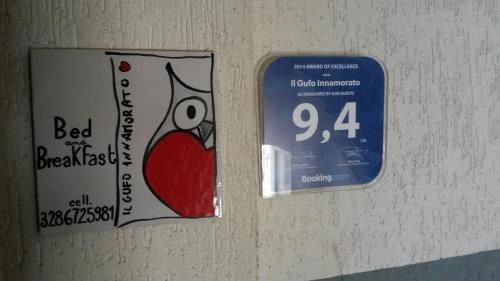 Bed
and
BreakFast
cell.
3286725981
IL GUFO INNAMORATO
2014 AWARD OF EXCELLENCE
Il Gufo Innamorato
AS HONOURED BY OUR GUESTS
9,4
/10
Booking.com